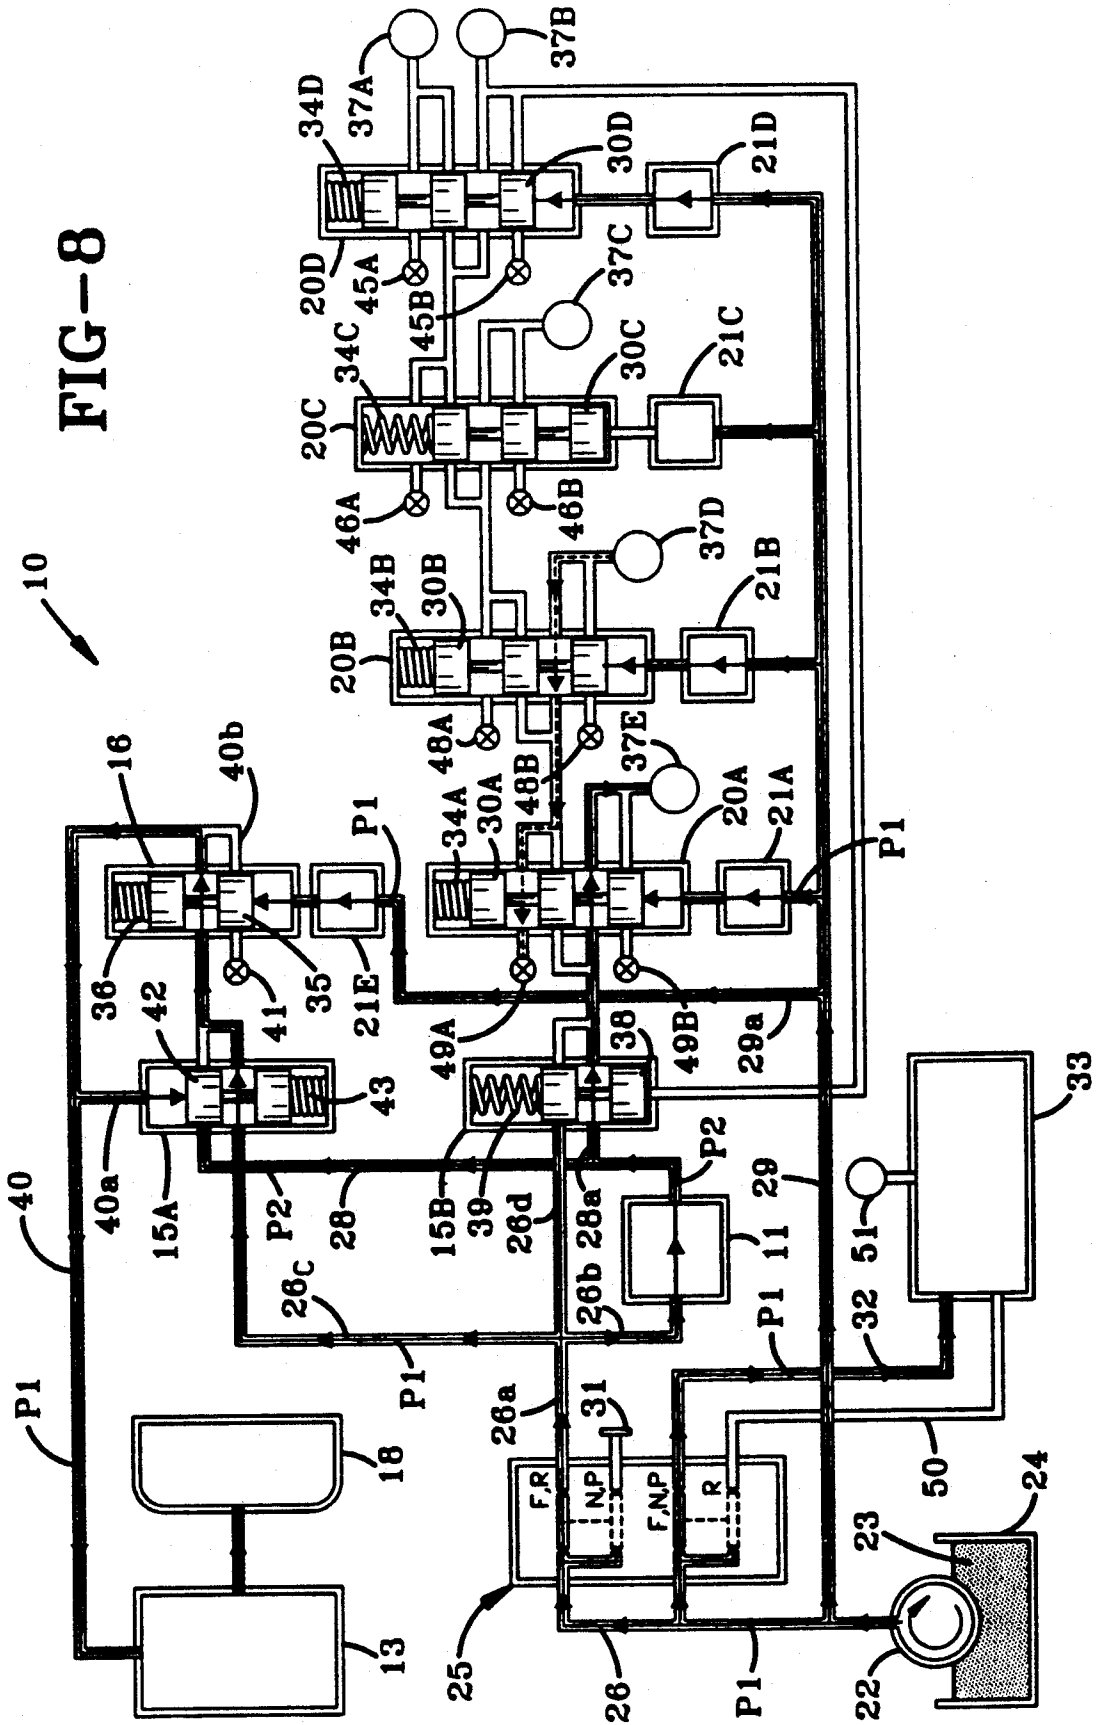 FIG-8
10
37A
37B
34D
30D
21D
20D
45A
45B
37C
34C
30C
21C
20C
46A
46B
37D
34B
30B
21B
20B
48A
48B
37E
34A
30A
20A
21A
P1
16
40b
P1
36
42
41
35
21E
49A
49B
38
29a
43
40
40a
15A
P2
28
15B
39
26d
28a
P2
11
29
51
33
26c
P1
26b
P1
32
P1
18
26a
31
F,R
N,P
F,N,P
R
50
24
23
13
25
26
P1
22